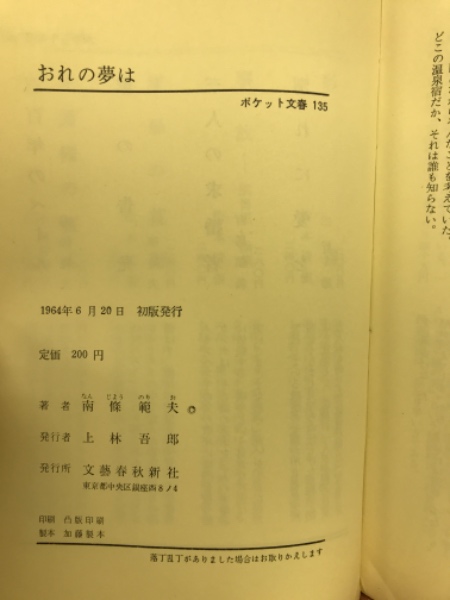 おれの夢は
ポケット文春 135
1964年6月20日　初版発行
定価　200円
なん　じょう　のり　お
著者　南條範夫
発行者　上林吾郎
発行所　文藝春秋新社
東京都中央区銀座西8ノ4
印刷　凸版印刷
製本　加藤製本
落丁乱丁がありました場合はお取りかえします
どこの温泉宿だか、それは誰も知らない。